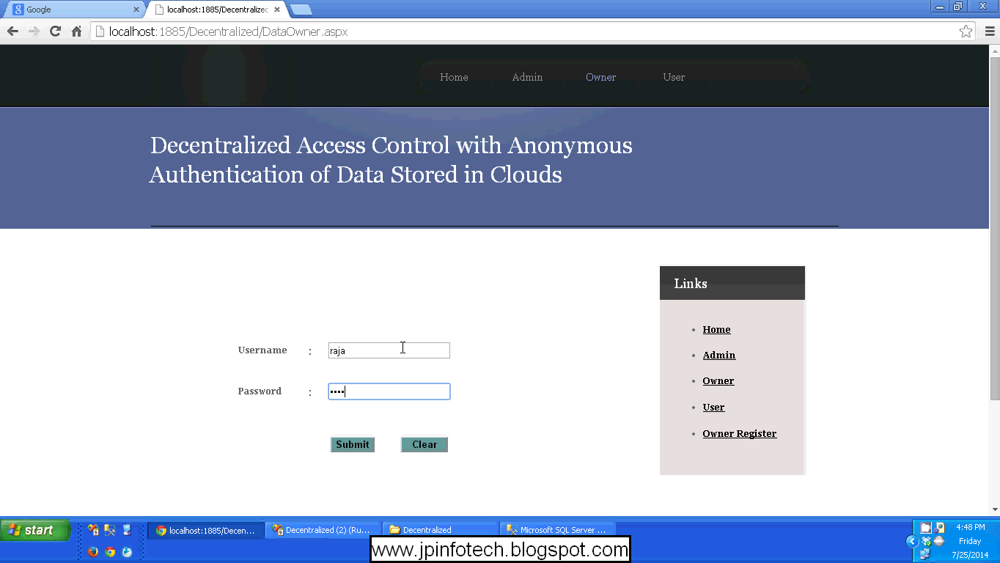 Google
localhost:1885/Decentralized
localhost:1885/Decentralized/DataOwner.aspx
Home Admin Owner User
Decentralized Access Control with Anonymous
Authentication of Data Stored in Clouds
Links
Home
Admin
Owner
User
Owner Register
Username : raja
Password : ••••
Submit Clear
start
localhost:1885/Decen...
Decentralized (2) (Ru...
Decentralized
Microsoft SQL Server ...
4:48 PM
Friday
7/25/2014
www.jpinfotech.blogspot.com